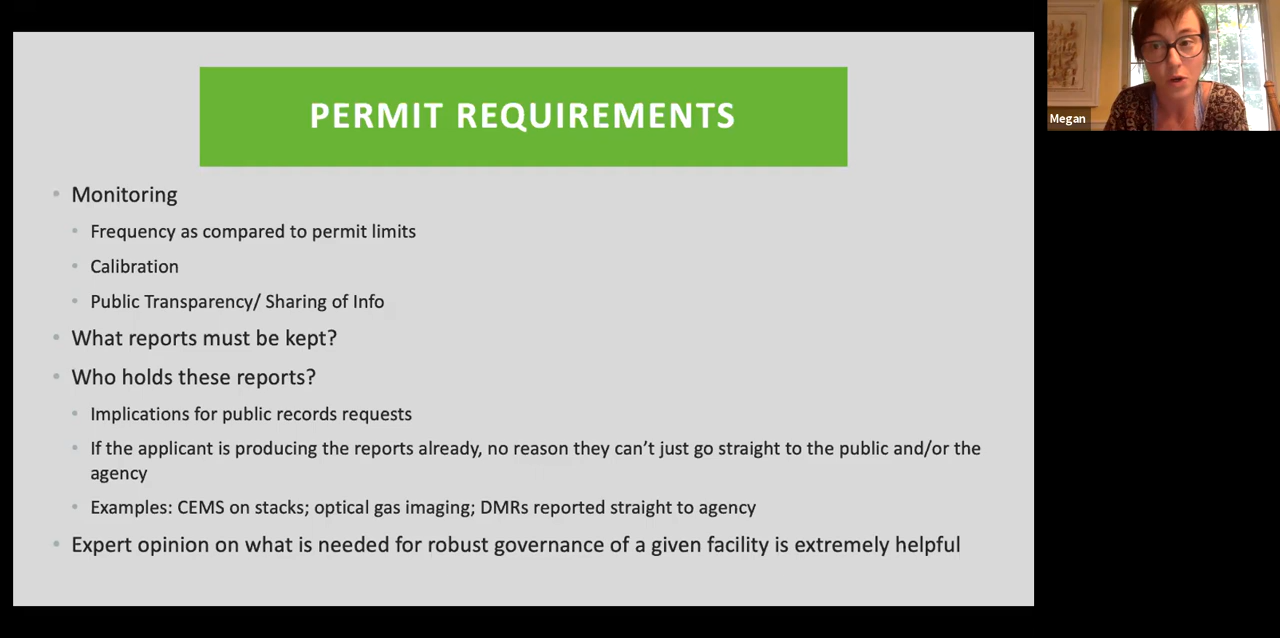 PERMIT REQUIREMENTS
Monitoring
Frequency as compared to permit limits
Calibration
Public Transparency/ Sharing of Info
What reports must be kept?
Who holds these reports?
Implications for public records requests
If the applicant is producing the reports already, no reason they can't just go straight to the public and/or the
agency
Examples: CEMS on stacks; optical gas imaging; DMRs reported straight to agency
Expert opinion on what is needed for robust governance of a given facility is extremely helpful
Megan